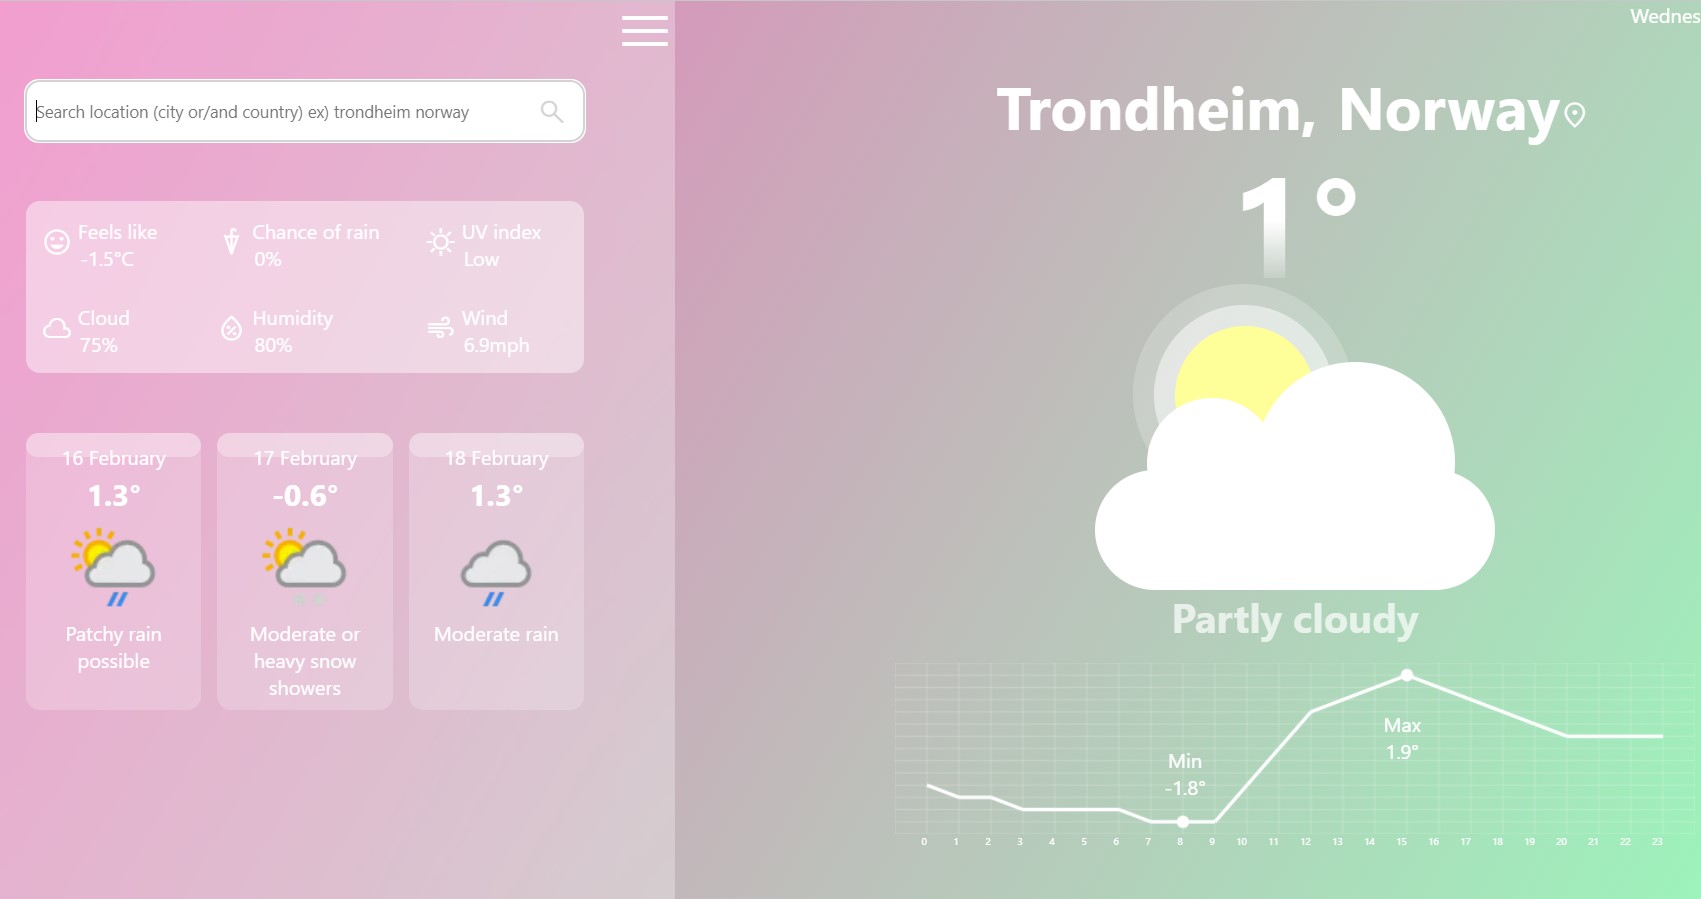 Wednes
Search location (city or/and country) ex) trondheim norway
Feels like
-1.5°C
Chance of rain
0%
UV index
Low
Cloud
75%
Humidity
80%
Wind
6.9mph
16 February
1.3°
Patchy rain
possible
17 February
-0.6°
Moderate or
heavy snow
showers
18 February
1.3°
Moderate rain
Trondheim, Norway
1°
Partly cloudy
Min
-1.8°
Max
1.9°
0 1 2 3 4 5 6 7 8 9 10 11 12 13 14 15 16 17 18 19 20 21 22 23